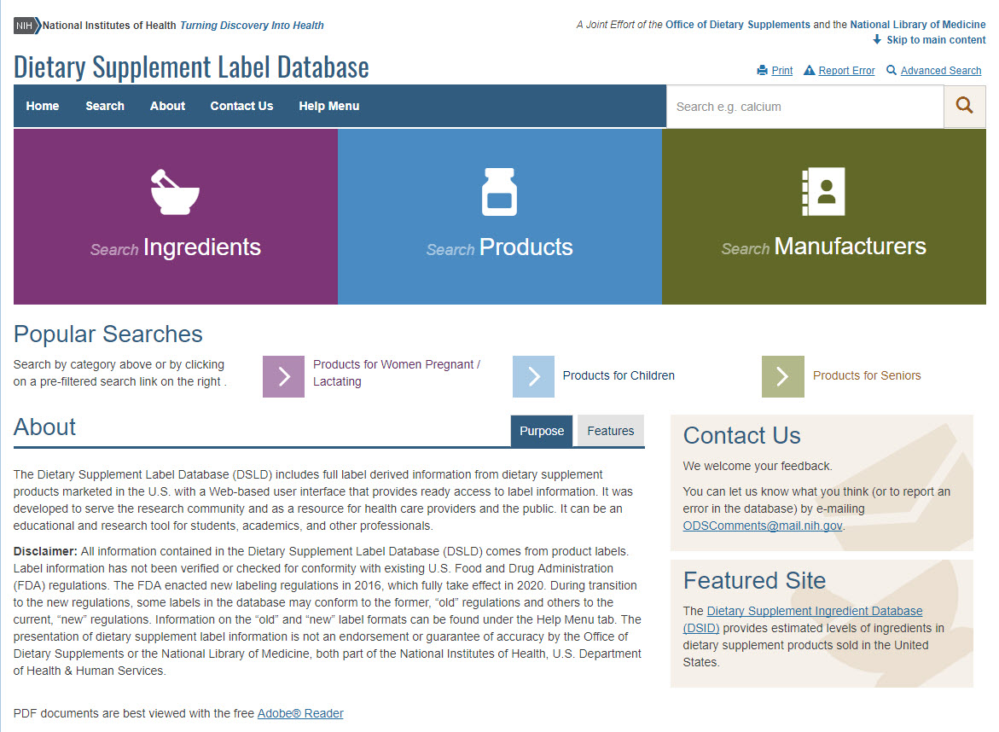 NIH National Institutes of Health Turning Discovery Into Health
A Joint Effort of the Office of Dietary Supplements and the National Library of Medicine
Skip to main content
Dietary Supplement Label Database
Print Report Error Advanced Search
Home Search About Contact Us Help Menu
Search e.g. calcium
Search Ingredients
Search Products
Search Manufacturers
Popular Searches
Search by category above or by clicking
on a pre-filtered search link on the right .
Products for Women Pregnant /
Lactating
Products for Children
Products for Seniors
About
Purpose Features
The Dietary Supplement Label Database (DSLD) includes full label derived information from dietary supplement
products marketed in the U.S. with a Web-based user interface that provides ready access to label information. It was
developed to serve the research community and as a resource for health care providers and the public. It can be an
educational and research tool for students, academics, and other professionals.
Disclaimer: All information contained in the Dietary Supplement Label Database (DSLD) comes from product labels.
Label information has not been verified or checked for conformity with existing U.S. Food and Drug Administration
(FDA) regulations. The FDA enacted new labeling regulations in 2016, which fully take effect in 2020. During transition
to the new regulations, some labels in the database may conform to the former, “old” regulations and others to the
current, “new” regulations. Information on the “old” and “new” label formats can be found under the Help Menu tab. The
presentation of dietary supplement label information is not an endorsement or guarantee of accuracy by the Office of
Dietary Supplements or the National Library of Medicine, both part of the National Institutes of Health, U.S. Department
of Health & Human Services.
PDF documents are best viewed with the free Adobe® Reader
Contact Us
We welcome your feedback.
You can let us know what you think (or to report an
error in the database) by e-mailing
ODSComments@mail.nih.gov.
Featured Site
The Dietary Supplement Ingredient Database
(DSID) provides estimated levels of ingredients in
dietary supplement products sold in the United
States.